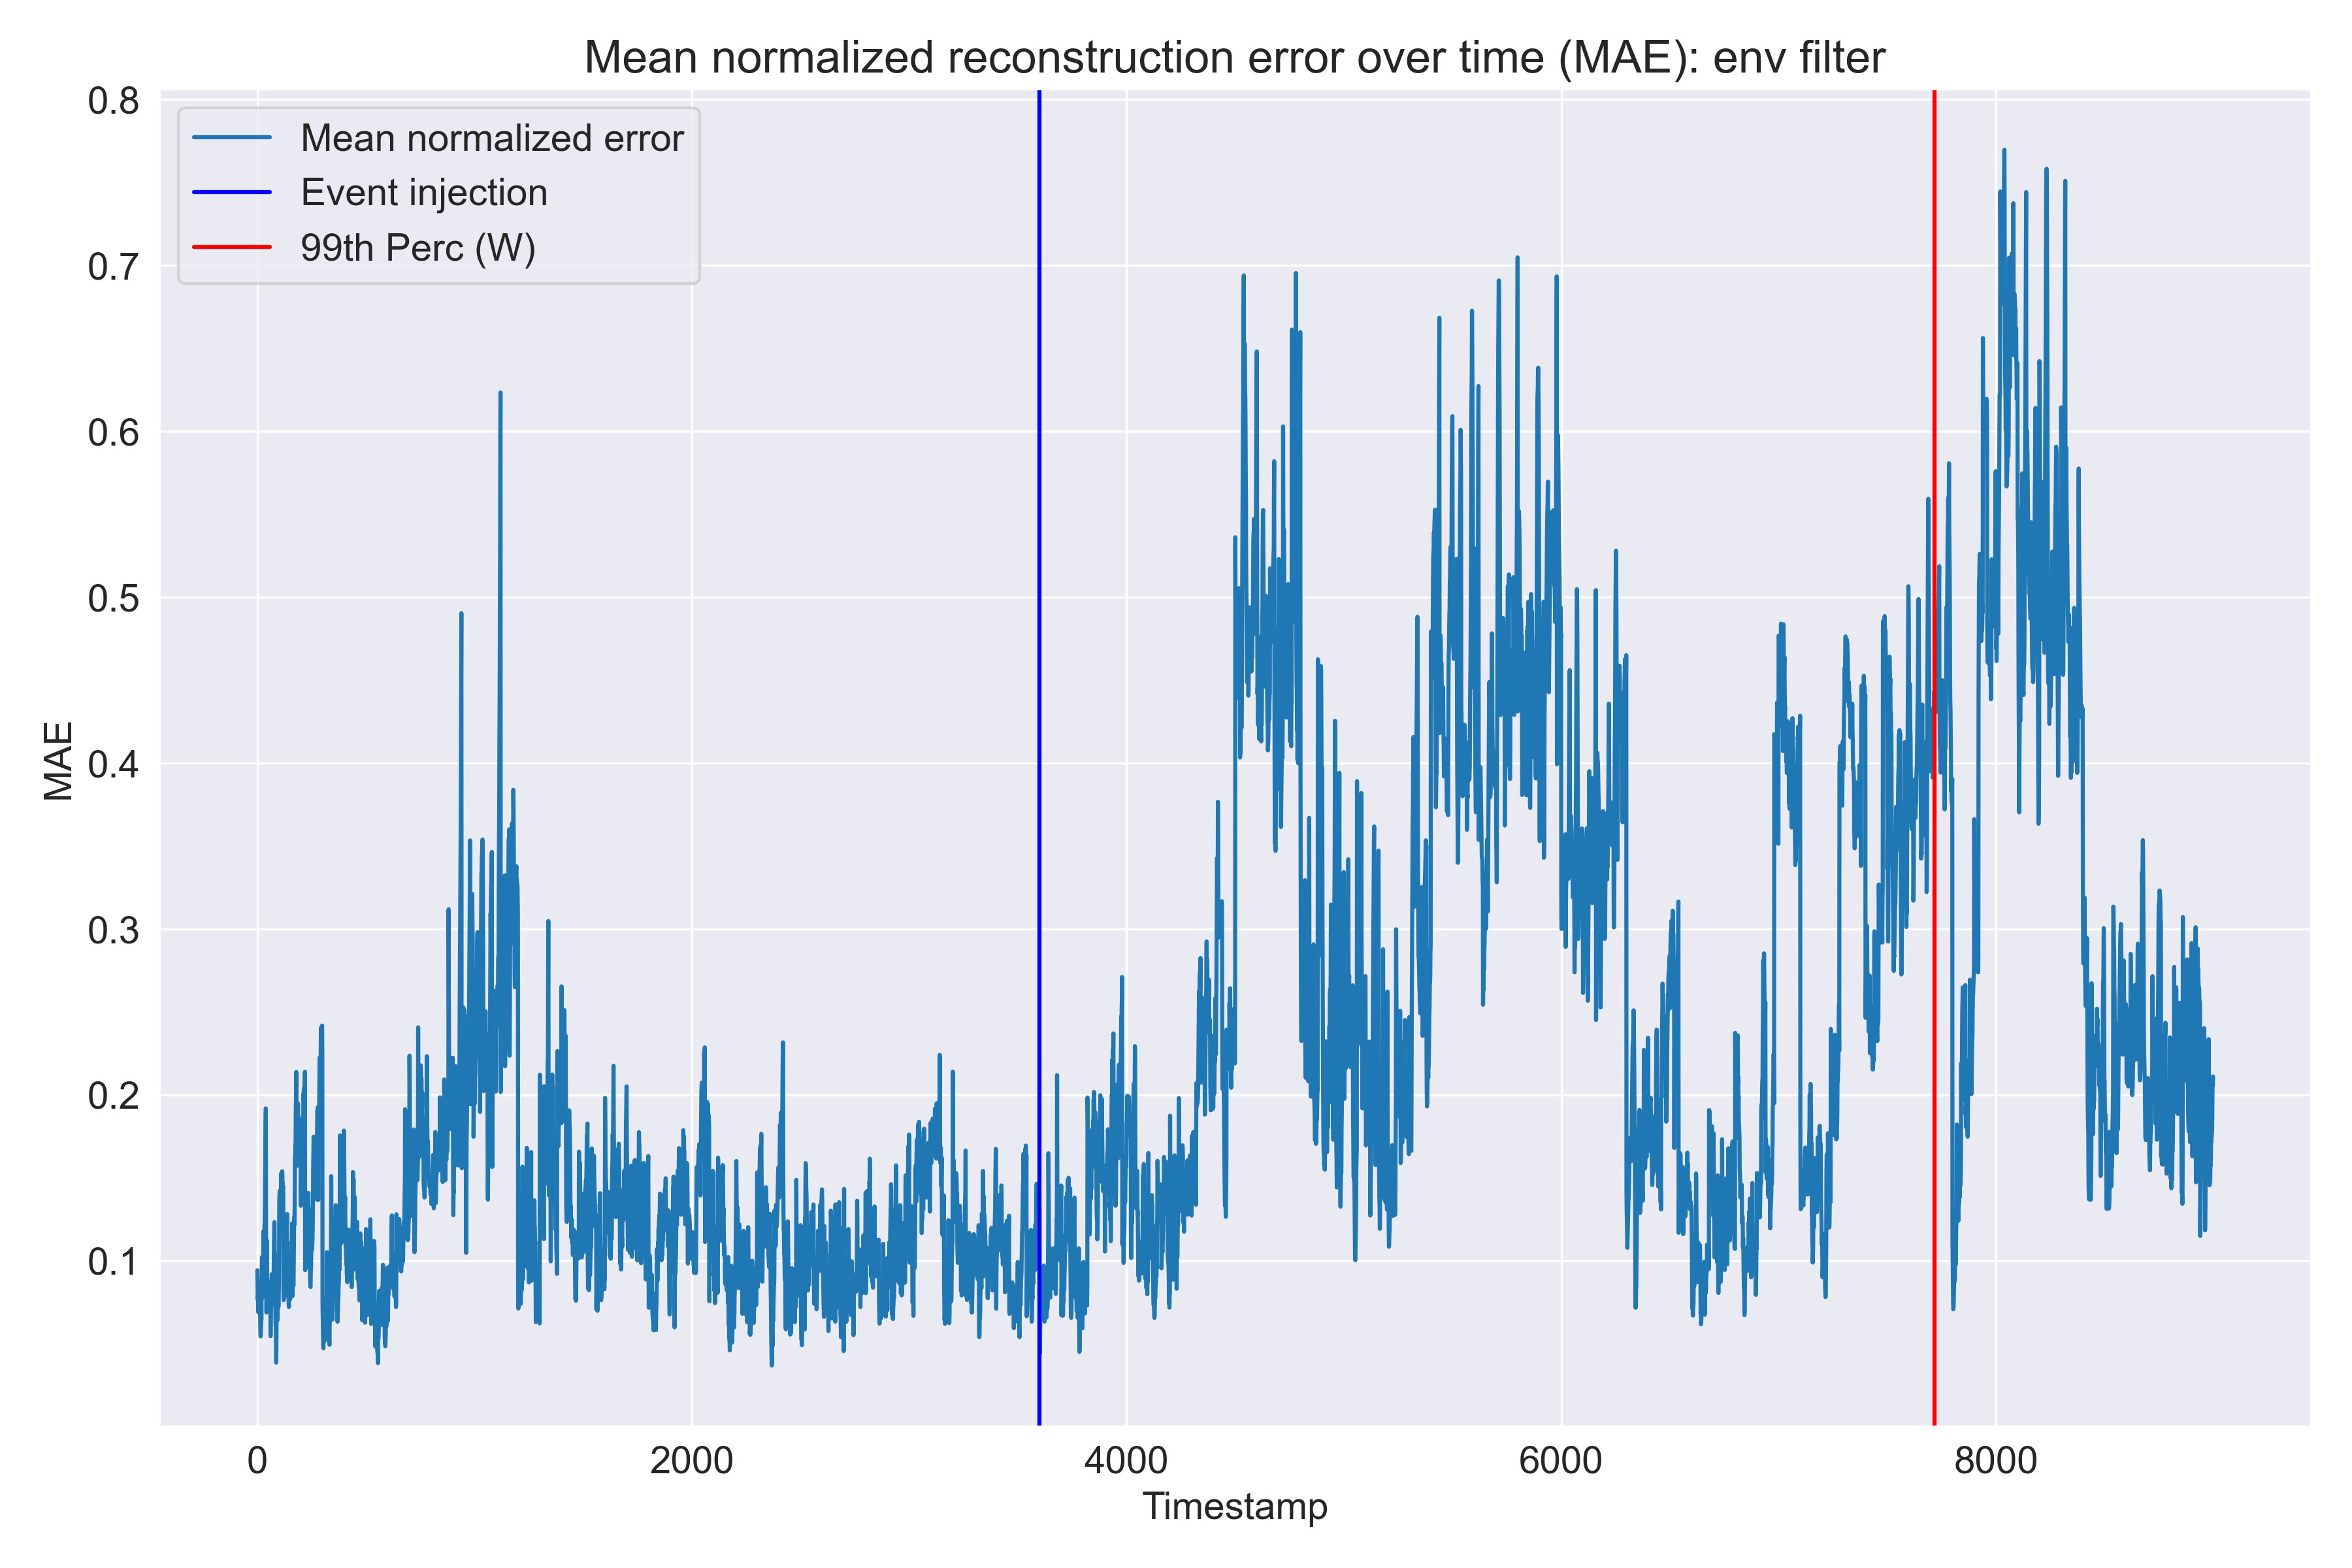 Mean normalized reconstruction error over time (MAE): env filter
Mean normalized error
Event injection
99th Perc (W)
0.8
0.7
0.6
0.5
0.4
0.3
0.2
0.1
MAE
0 2000 4000 6000 8000
Timestamp